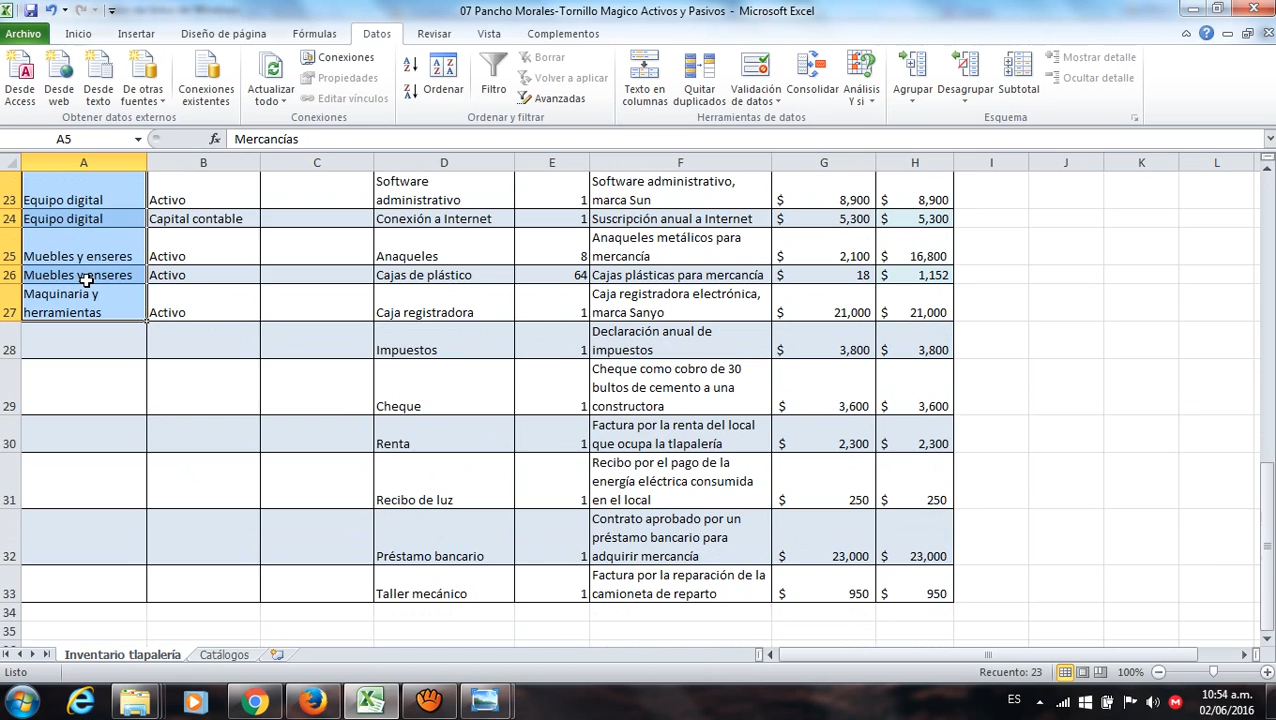 07 Pancho Morales-Tornillo Magico Activos y Pasivos - Microsoft Excel
Archivo Inicio Insertar Diseño de página Fórmulas Datos Revisar Vista Complementos
Desde Access
Desde web
Desde texto
De otras fuentes
Conexiones existentes
Obtener datos externos
Actualizar todo
Conexiones
Propiedades
Editar vínculos
Conexiones
Ordenar
Filtro
Borrar
Volver a aplicar
Avanzadas
Ordenar y filtrar
Texto en columnas
Quitar duplicados
Validación de datos
Consolidar
Análisis Y si
Herramientas de datos
Agrupar
Desagrupar
Subtotal
Mostrar detalle
Ocultar detalle
Esquema
A5 fx Mercancías
A B C D E F G H I J K L
23 Equipo digital Activo Software administrativo 1 Software administrativo, marca Sun $ 8,900 $ 8,900
24 Equipo digital Capital contable Conexión a Internet 1 Suscripción anual a Internet $ 5,300 $ 5,300
25 Muebles y enseres Activo Anaqueles 8 Anaqueles metálicos para mercancía $ 2,100 $ 16,800
26 Muebles y enseres Activo Cajas de plástico 64 Cajas plásticas para mercancía $ 18 $ 1,152
27 Maquinaria y herramientas Activo Caja registradora 1 Caja registradora electrónica, marca Sanyo $ 21,000 $ 21,000
28 Impuestos 1 Declaración anual de impuestos $ 3,800 $ 3,800
29 Cheque 1 Cheque como cobro de 30 bultos de cemento a una constructora $ 3,600 $ 3,600
30 Renta 1 Factura por la renta del local que ocupa la tlapalería $ 2,300 $ 2,300
31 Recibo de luz 1 Recibo por el pago de la energía eléctrica consumida en el local $ 250 $ 250
32 Préstamo bancario 1 Contrato aprobado por un préstamo bancario para adquirir mercancía $ 23,000 $ 23,000
33 Taller mecánico 1 Factura por la reparación de la camioneta de reparto $ 950 $ 950
34
35
Inventario tlapalería Catálogos
Listo Recuento: 23 100%
ES 10:54 a.m.
02/06/2016